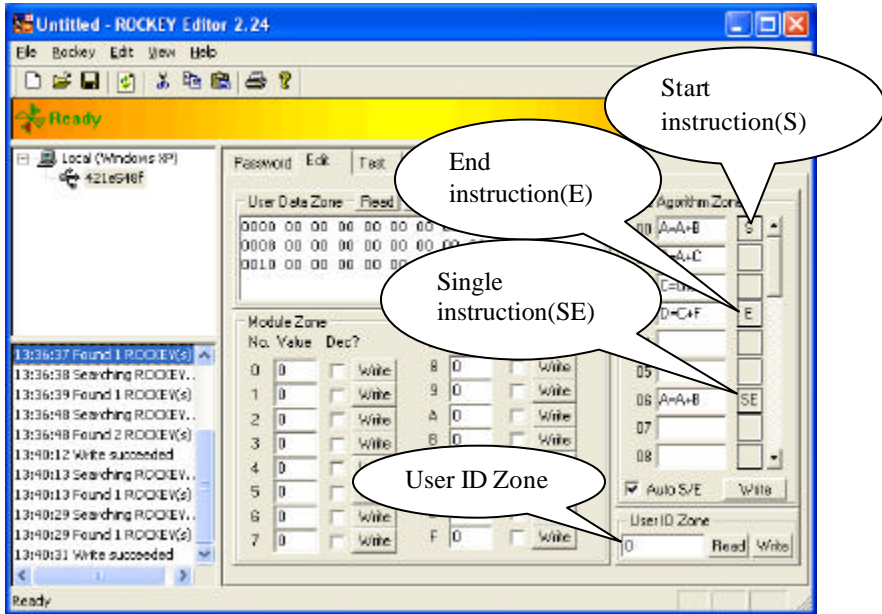 Untitled - ROCKEY Editor 2.24
File Rockey Edit View Help
Ready
Start
instruction(S)
End
instruction(E)
Single
instruction(SE)
User ID Zone
Local (Windows XP)
421e548f
Password Edit Test
User Data Zone Read
0000 00 00 00 00 00 00
0008 00 00 00 00 00 00 00 00
0010 00 00 00 00 00
Agorithm Zone
00 A=A+B S
=A+C
C=
D=C+F E
05
06 A=A+B SE
07
08
Auto S/E Write
User ID Zone
0 Read Write
Module Zone
No. Value Dec?
0 0 Write 8 0 Write
1 0 Write 9 0 Write
2 0 Write A 0 Write
3 0 Write B 0 Write
4 0
5 0
6 0 Write
7 0 Write F 0 Write
13:36:37 Found 1 ROCKEY(s)
13:36:38 Searching ROCKEY..
13:36:39 Found 1 ROCKEY(s)
13:36:48 Searching ROCKEY..
13:36:48 Found 2 ROCKEY(s)
13:40:12 Write succeeded
13:40:13 Searching ROCKEY..
13:40:13 Found 1 ROCKEY(s)
13:40:29 Searching ROCKEY..
13:40:29 Found 1 ROCKEY(s)
13:40:31 Write succeeded
Ready